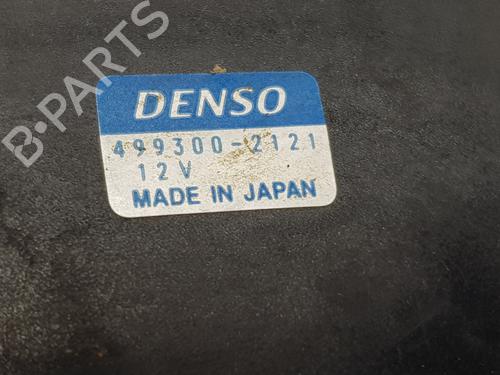 B-PARTS
DENSO
499300-2121
12V
MADE IN JAPAN